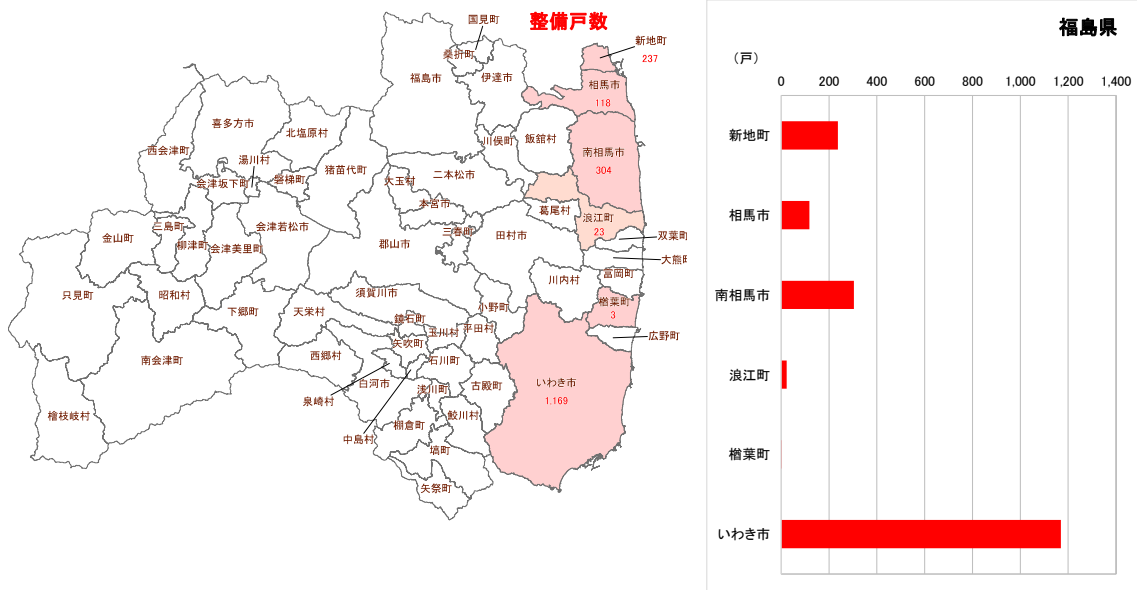 整備戸数
国見町
桑折町
新地町
237
福島市
伊達市
相馬市
118
喜多方市
北塩原村
川俣町
飯舘村
西会津町
湯川村
猪苗代町
南相馬市
304
会津坂下町
磐梯町
大玉村
二本松市
本宮市
葛尾村
浪江町
23
三島町
会津若松市
三春町
田村市
双葉町
金山町
柳津町
会津美里町
郡山市
大熊町
川内村
富岡町
只見町
昭和村
須賀川市
小野町
楢葉町
3
下郷町
天栄村
鏡石町
玉川村
平田村
広野町
矢吹町
南会津町
西郷村
石川町
白河市
泉崎村
浅川町
古殿町
いわき市
1,169
檜枝岐村
鮫川村
棚倉町
中島村
塙町
矢祭町
福島県
（戸）
0 200 400 600 800 1,000 1,200 1,400
新地町
相馬市
南相馬市
浪江町
楢葉町
いわき市